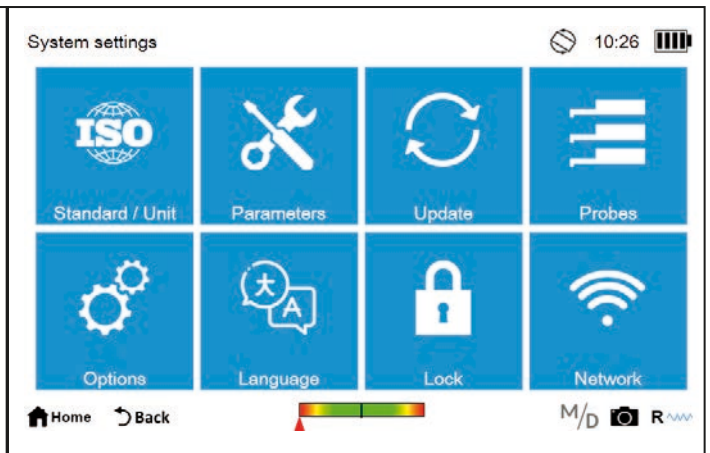 System settings
10:26
ISO
Standard / Unit
Parameters
Update
Probes
大
A
Options
Language
Lock
Network
Home
Back
M/D
R